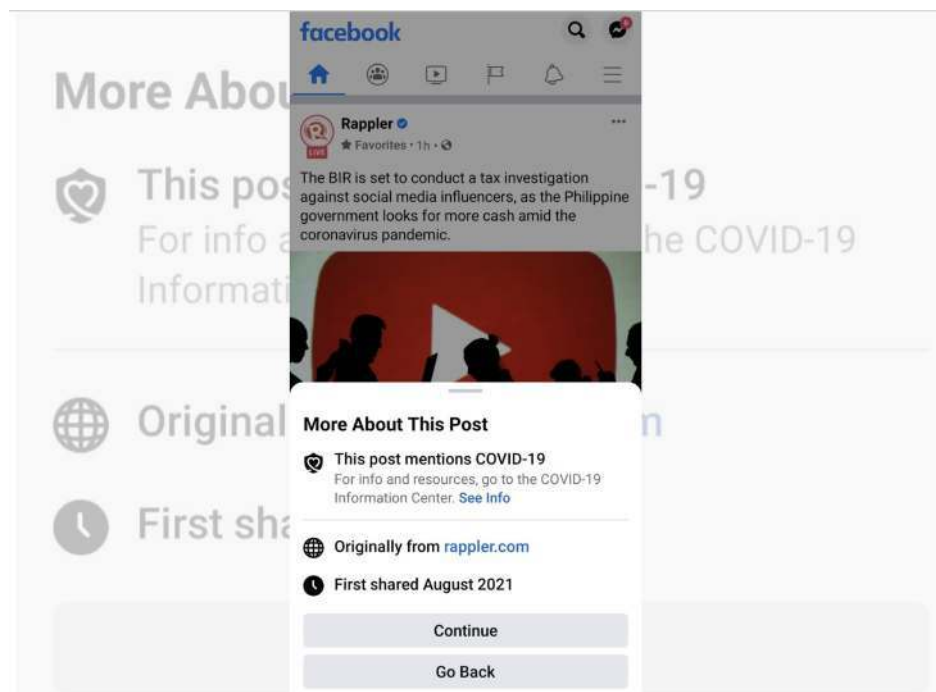 facebook
Rappler
LIVE
Favorites · 1h ·
The BIR is set to conduct a tax investigation
against social media influencers, as the Philippine
government looks for more cash amid the
coronavirus pandemic.
More About This Post
This post mentions COVID-19
For info and resources, go to the COVID-19
Information Center. See Info
Originally from rappler.com
First shared August 2021
Continue
Go Back
More Abou
This pos
-19
For info a
he COVID-19
Informati
Original
m
First sha